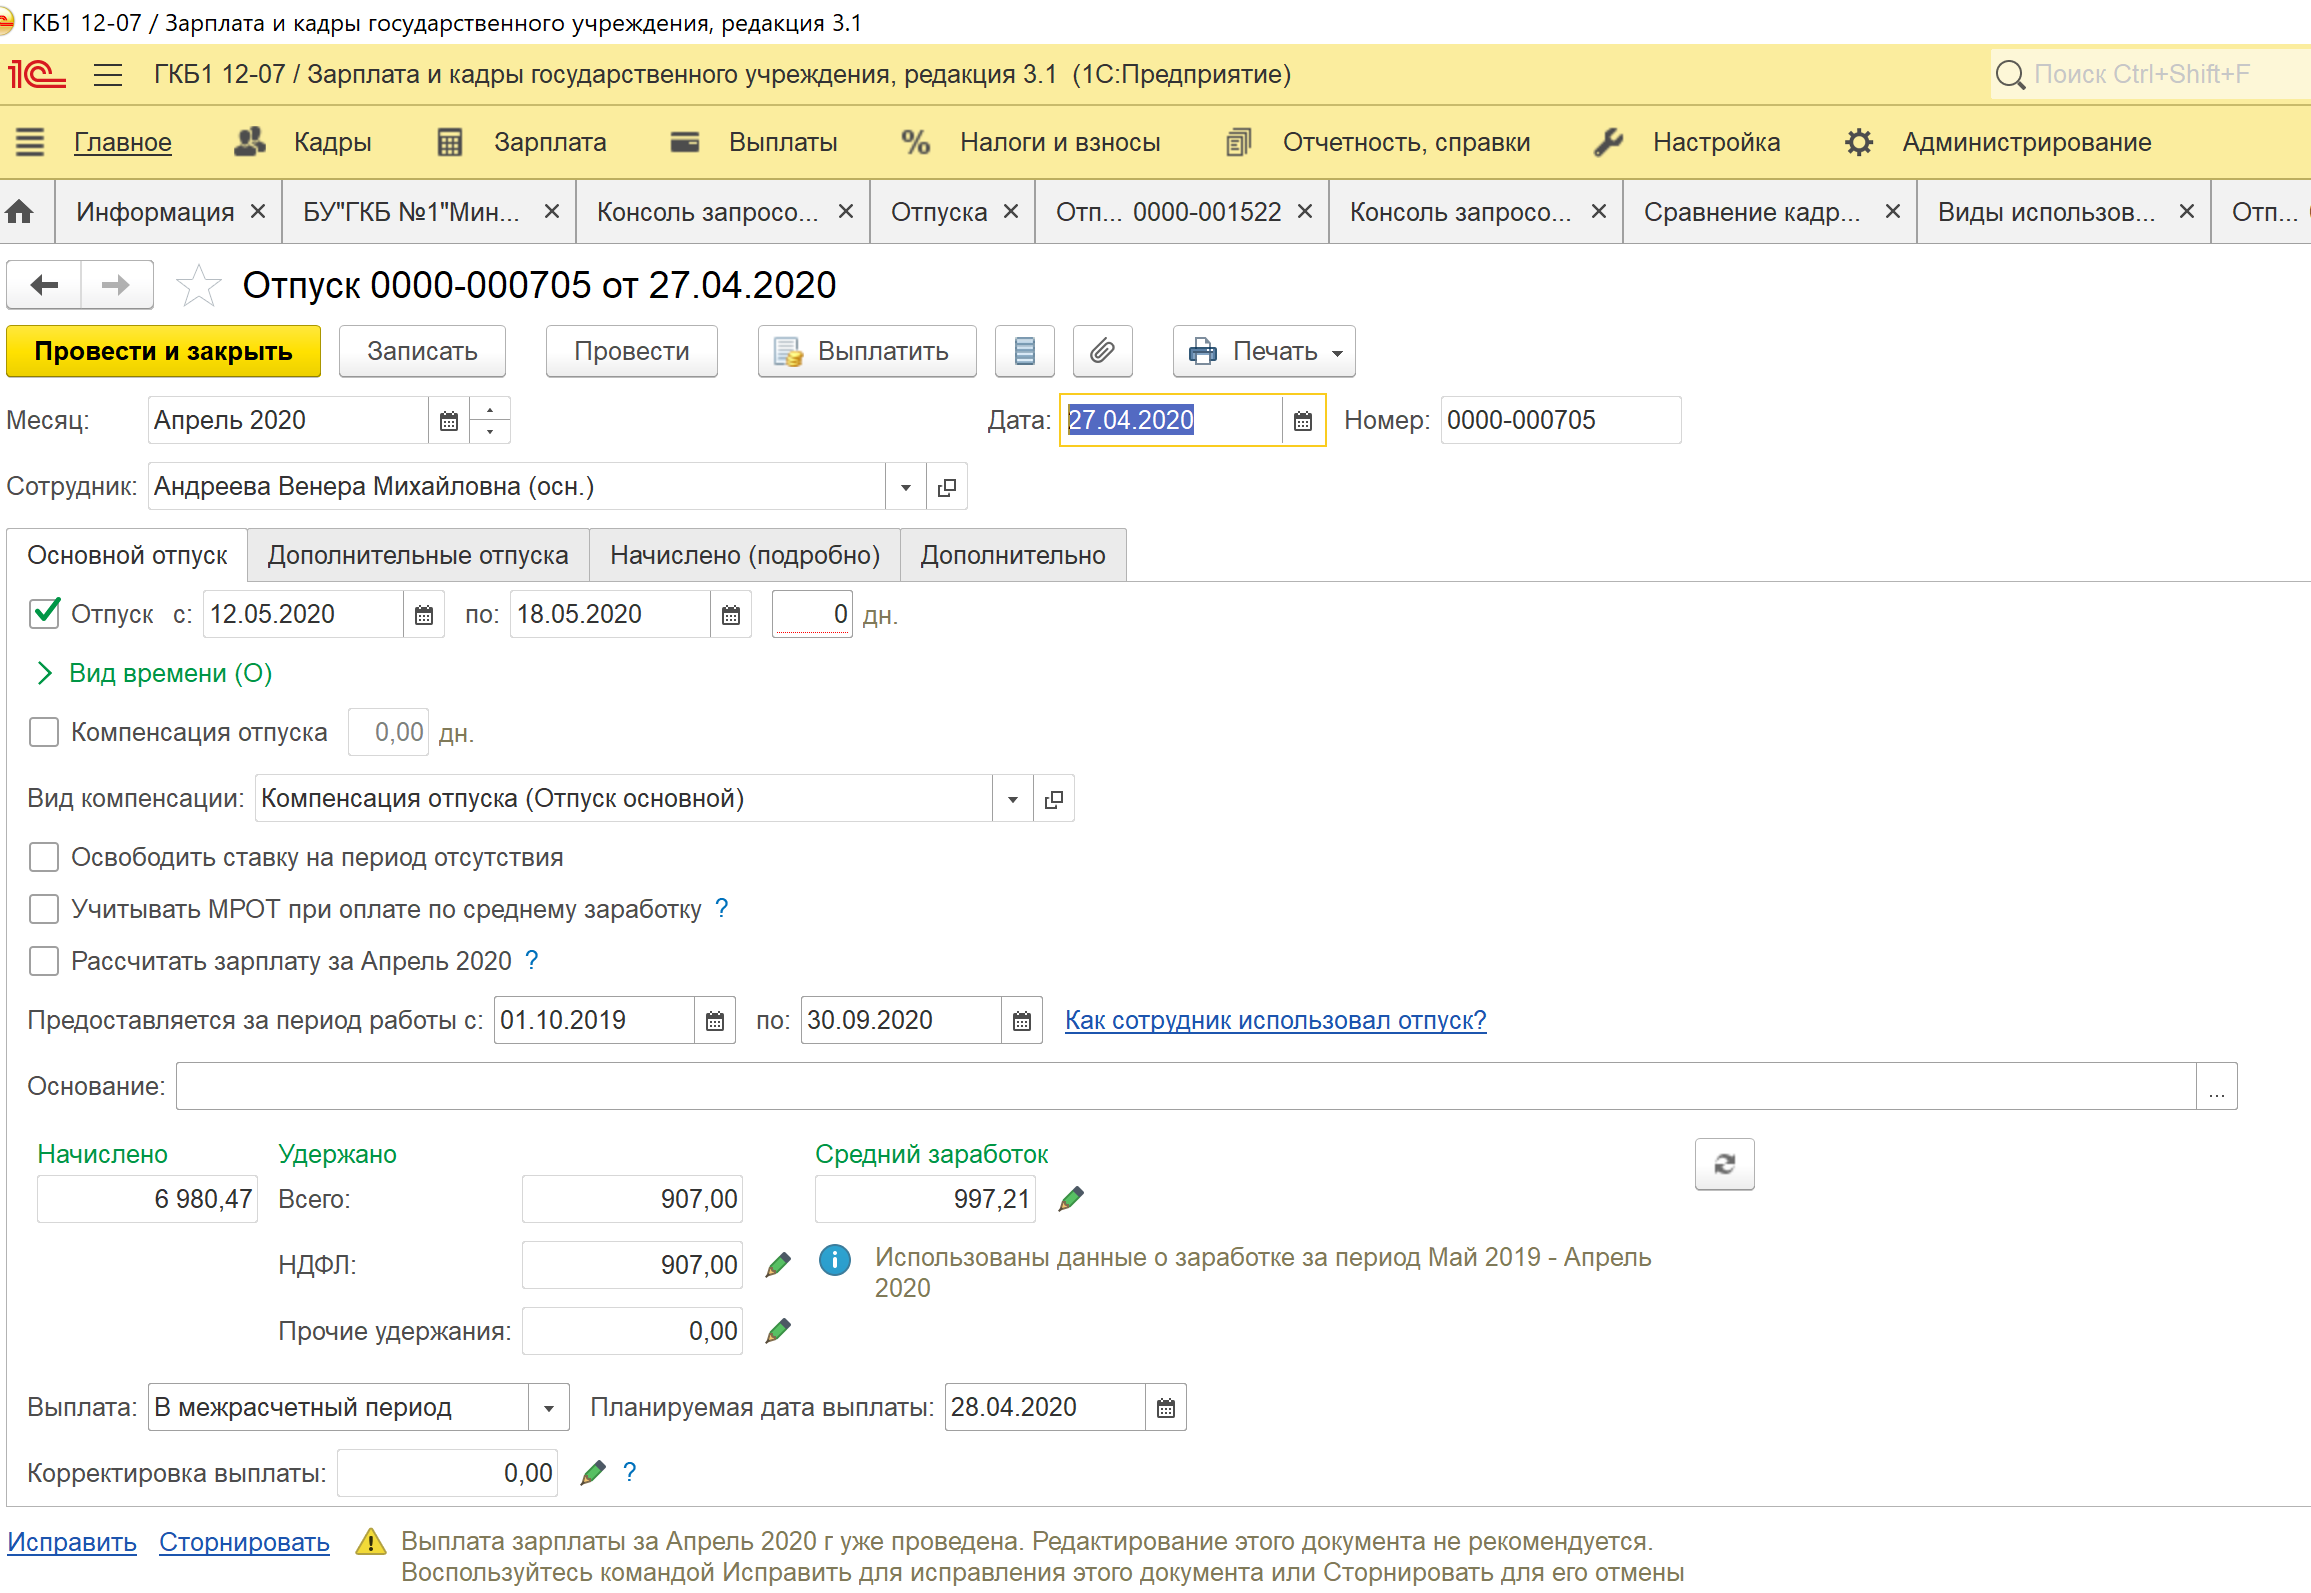 ГКБ1 12-07 / Зарплата и кадры государственного учреждения, редакция 3.1
1С ГКБ1 12-07 / Зарплата и кадры государственного учреждения, редакция 3.1 (1С:Предприятие) Поиск Ctrl+Shift+F
Главное Кадры Зарплата Выплаты % Налоги и взносы Отчетность, справки Настройка Администрирование
Информация × БУ"ГКБ №1"Мин... × Консоль запросо... × Отпуска × Отп... 0000-001522 × Консоль запросо... × Сравнение кадр... × Виды использов... × Отп...
Отпуск 0000-000705 от 27.04.2020
Провести и закрыть Записать Провести Выплатить Печать
Месяц: Апрель 2020 Дата: 27.04.2020 Номер: 0000-000705
Сотрудник: Андреева Венера Михайловна (осн.)
Основной отпуск Дополнительные отпуска Начислено (подробно) Дополнительно
Отпуск с: 12.05.2020 по: 18.05.2020 0 дн.
Вид времени (О)
Компенсация отпуска 0,00 дн.
Вид компенсации: Компенсация отпуска (Отпуск основной)
Освободить ставку на период отсутствия
Учитывать МРОТ при оплате по среднему заработку ?
Рассчитать зарплату за Апрель 2020 ?
Предоставляется за период работы с: 01.10.2019 по: 30.09.2020 Как сотрудник использовал отпуск?
Основание: ...
Начислено Удержано Средний заработок
6 980,47 Всего: 907,00 997,21
НДФЛ: 907,00 Использованы данные о заработке за период Май 2019 - Апрель
2020
Прочие удержания: 0,00
Выплата: В межрасчетный период Планируемая дата выплаты: 28.04.2020
Корректировка выплаты: 0,00 ?
Исправить Сторнировать Выплата зарплаты за Апрель 2020 г уже проведена. Редактирование этого документа не рекомендуется.
Воспользуйтесь командой Исправить для исправления этого документа или Сторнировать для его отмены